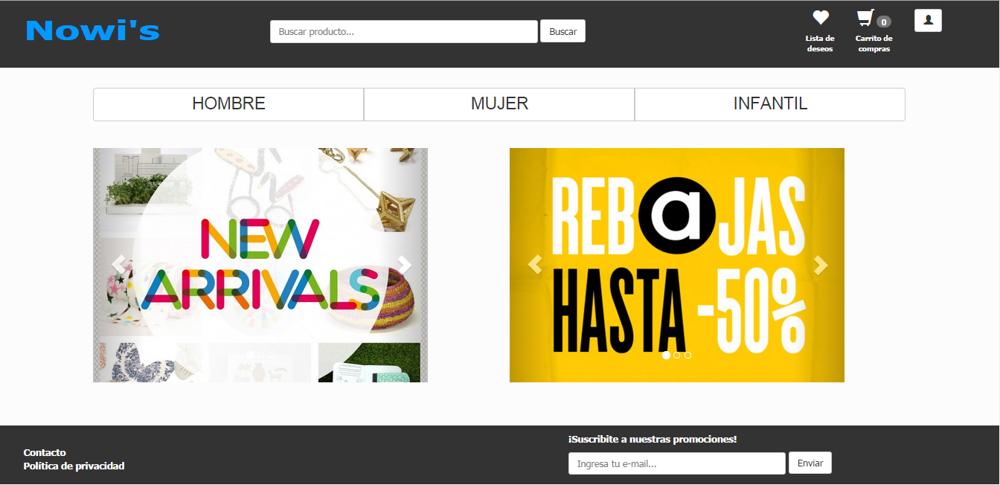 Nowi's
Buscar producto...
Buscar
Lista de
deseos
0
Carrito de
compras
HOMBRE
MUJER
INFANTIL
NEW
ARRIVALS
REBaJAS
HASTA -50%
Contacto
Política de privacidad
¡Suscribite a nuestras promociones!
Ingresa tu e-mail...
Enviar